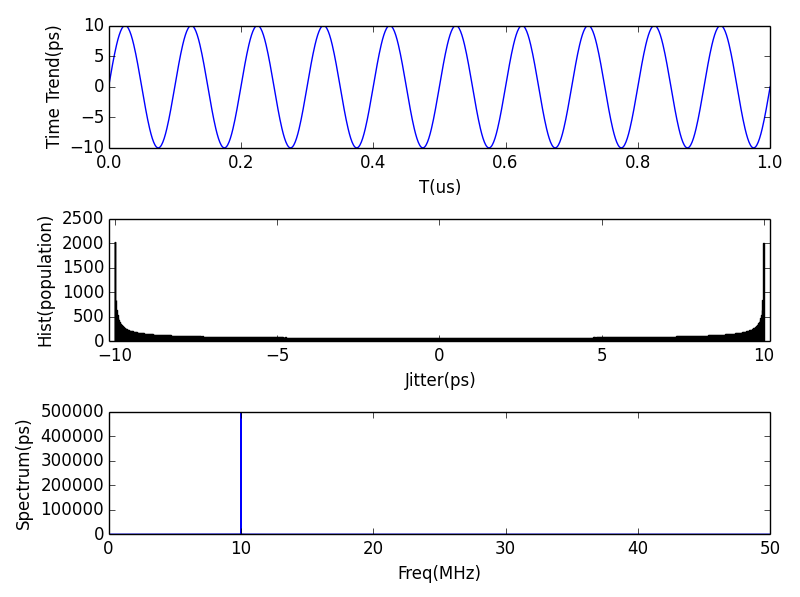 Time Trend(ps)
10
5
0
−5
−10
0.0 0.2 0.4 0.6 0.8 1.0
T(us)
Hist(population)
2500
2000
1500
1000
500
0
−10 −5 0 5 10
Jitter(ps)
Spectrum(ps)
500000
400000
300000
200000
100000
0
0 10 20 30 40 50
Freq(MHz)